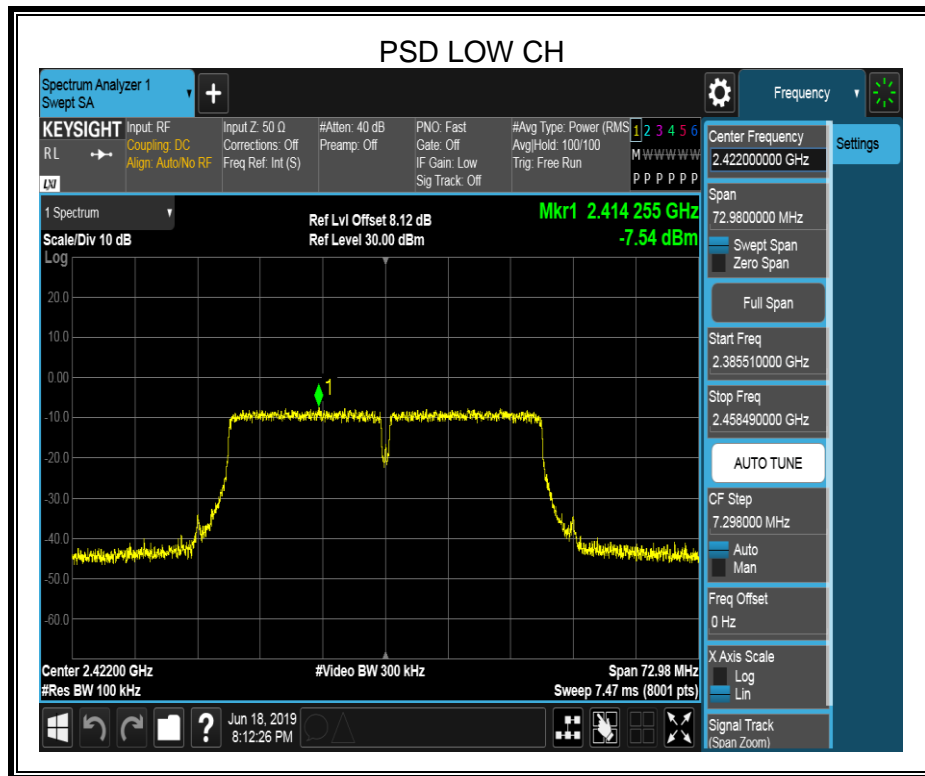 PSD LOW CH
Spectrum Analyzer 1
Swept SA
+
Frequency
KEYSIGHT
RL
LXI
Input: RF
Coupling: DC
Align: Auto/No RF
Input Z: 50 Ω
Corrections: Off
Freq Ref: Int (S)
#Atten: 40 dB
Preamp: Off
PNO: Fast
Gate: Off
IF Gain: Low
Sig Track: Off
#Avg Type: Power (RMS
Avg|Hold: 100/100
Trig: Free Run
1 2 3 4 5 6
M W W W W W
P P P P P P
Center Frequency
2.422000000 GHz
Settings
Span
72.9800000 MHz
Swept Span
Zero Span
Full Span
Start Freq
2.385510000 GHz
Stop Freq
2.458490000 GHz
AUTO TUNE
CF Step
7.298000 MHz
Auto
Man
Freq Offset
0 Hz
X Axis Scale
Log
Lin
Signal Track
(Span Zoom)
1 Spectrum
Scale/Div 10 dB
Log
Ref Lvl Offset 8.12 dB
Ref Level 30.00 dBm
Mkr1 2.414 255 GHz
-7.54 dBm
20.0
10.0
0.00
1
-10.0
-20.0
-30.0
-40.0
-50.0
-60.0
Center 2.42200 GHz
#Res BW 100 kHz
#Video BW 300 kHz
Span 72.98 MHz
Sweep 7.47 ms (8001 pts)
?
Jun 18, 2019
8:12:26 PM